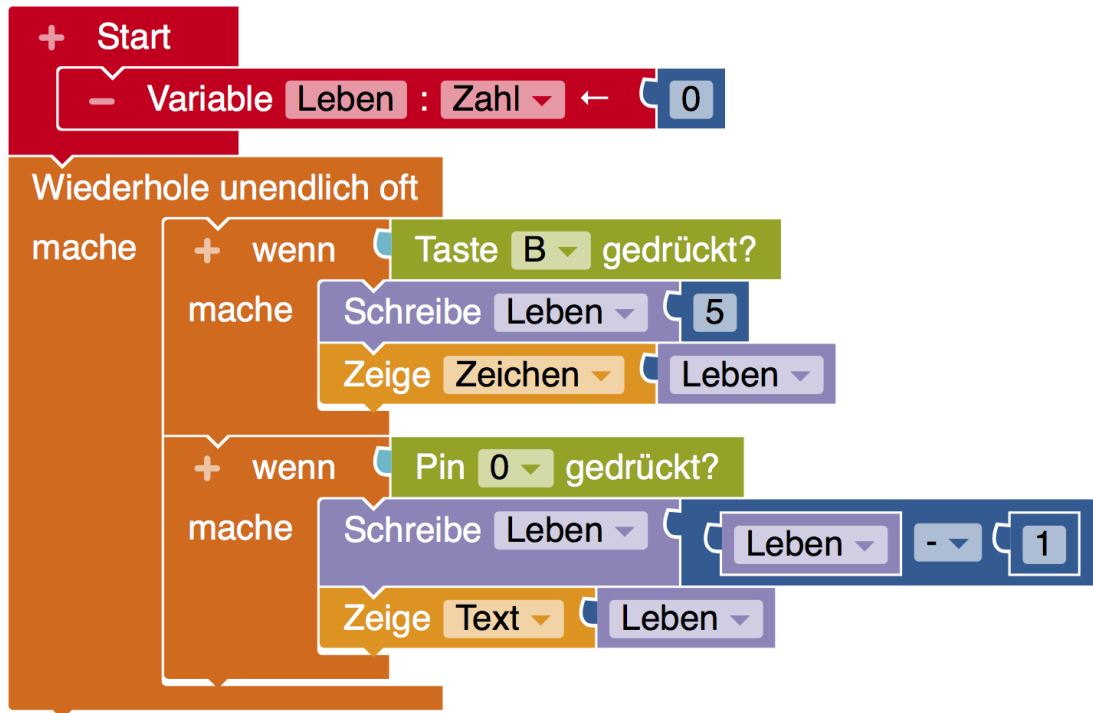 + Start
− Variable Leben : Zahl ← 0
Wiederhole unendlich oft
mache + wenn Taste B gedrückt?
mache Schreibe Leben 5
Zeige Zeichen Leben
+ wenn Pin 0 gedrückt?
mache Schreibe Leben Leben - 1
Zeige Text Leben